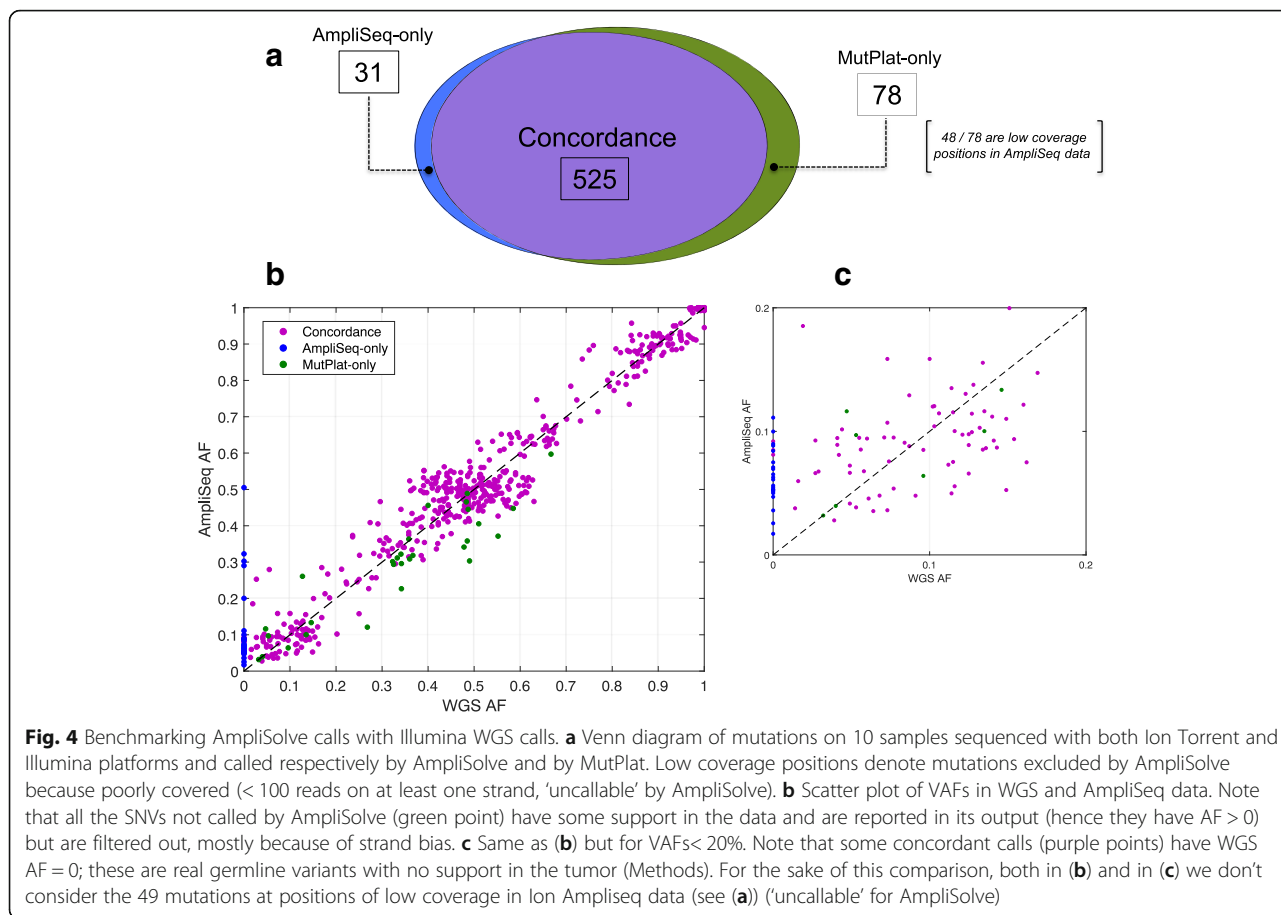 a
AmpliSeq-only
31
MutPlat-only
78
48 / 78 are low coverage
positions in AmpliSeq data
Concordance
525
b
Concordance
AmpliSeq-only
MutPlat-only
1
0.9
0.8
0.7
0.6
0.5
0.4
0.3
0.2
0.1
0
AmpliSeq AF
0 0.1 0.2 0.3 0.4 0.5 0.6 0.7 0.8 0.9 1
WGS AF
c
0.2
0.1
0
AmpliSeq AF
0 0.1 0.2
WGS AF
Fig. 4 Benchmarking AmpliSolve calls with Illumina WGS calls. a Venn diagram of mutations on 10 samples sequenced with both Ion Torrent and
Illumina platforms and called respectively by AmpliSolve and by MutPlat. Low coverage positions denote mutations excluded by AmpliSolve
because poorly covered (< 100 reads on at least one strand, ‘uncallable’ by AmpliSolve). b Scatter plot of VAFs in WGS and AmpliSeq data. Note
that all the SNVs not called by AmpliSolve (green point) have some support in the data and are reported in its output (hence they have AF > 0)
but are filtered out, mostly because of strand bias. c Same as (b) but for VAFs< 20%. Note that some concordant calls (purple points) have WGS
AF = 0; these are real germline variants with no support in the tumor (Methods). For the sake of this comparison, both in (b) and in (c) we don’t
consider the 49 mutations at positions of low coverage in Ion Ampliseq data (see (a)) (‘uncallable’ for AmpliSolve)